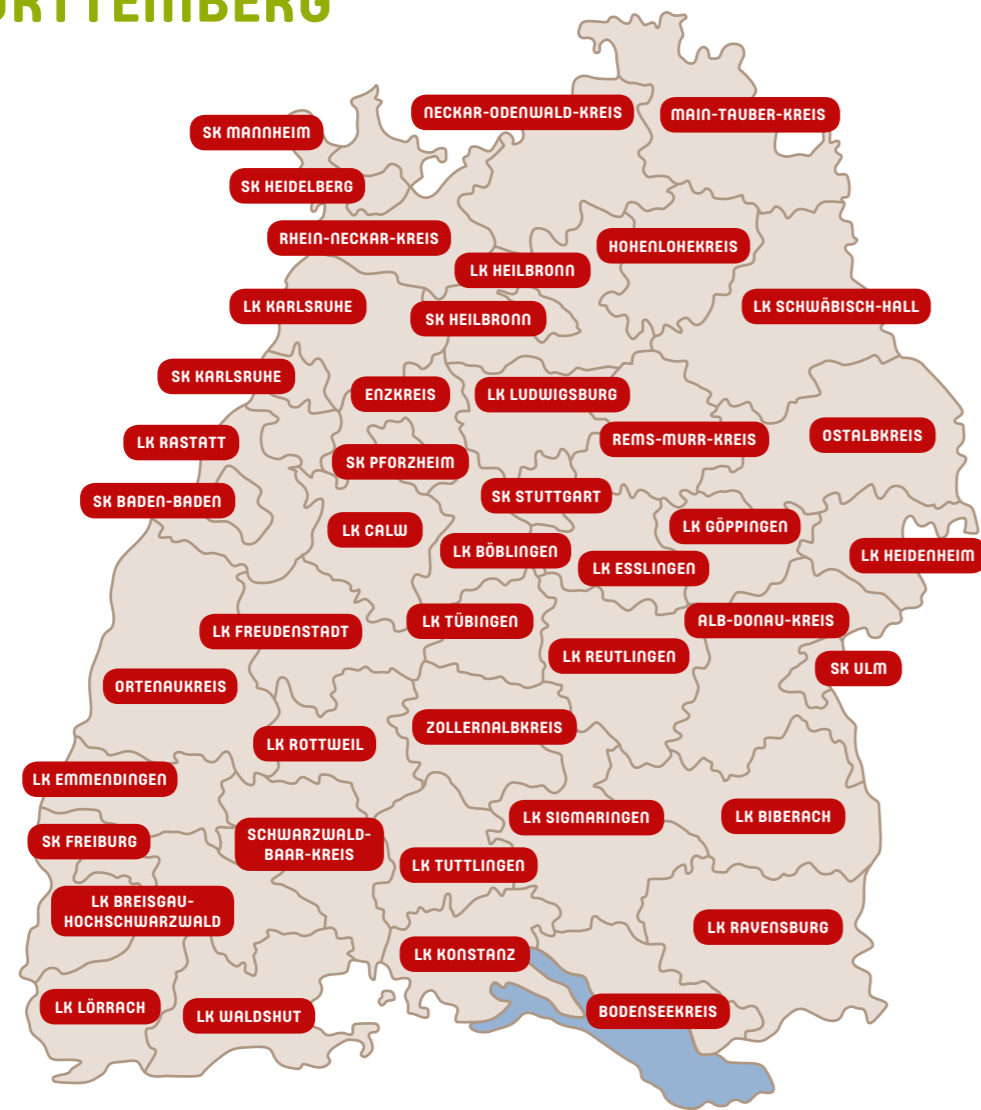 ÜRTTEMBERG
NECKAR-ODENWALD-KREIS
MAIN-TAUBER-KREIS
SK MANNHEIM
SK HEIDELBERG
RHEIN-NECKAR-KREIS
HOHENLOHEKREIS
LK HEILBRONN
LK KARLSRUHE
LK SCHWÄBISCH-HALL
SK HEILBRONN
SK KARLSRUHE
ENZKREIS
LK LUDWIGSBURG
LK RASTATT
REMS-MURR-KREIS
OSTALBKREIS
SK PFORZHEIM
SK BADEN-BADEN
SK STUTTGART
LK CALW
LK GÖPPINGEN
LK BÖBLINGEN
LK HEIDENHEIM
LK ESSLINGEN
LK FREUDENSTADT
LK TÜBINGEN
ALB-DONAU-KREIS
LK REUTLINGEN
SK ULM
ORTENAUKREIS
ZOLLERNALBKREIS
LK ROTTWEIL
LK EMMENDINGEN
LK SIGMARINGEN
LK BIBERACH
SK FREIBURG
SCHWARZWALD-
BAAR-KREIS
LK TUTTLINGEN
LK BREISGAU-
HOCHSCHWARZWALD
LK RAVENSBURG
LK KONSTANZ
LK LÖRRACH
LK WALDSHUT
BODENSEEKREIS